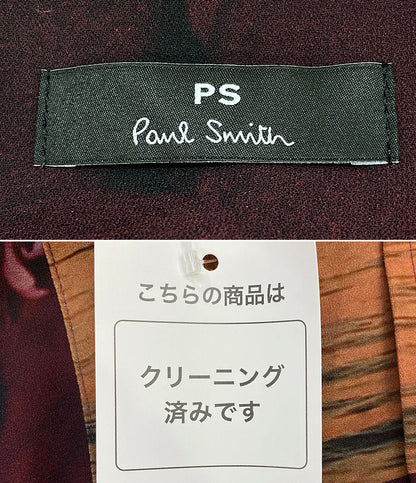 PS
Paul Smith
こちらの商品は
クリーニング
済みです